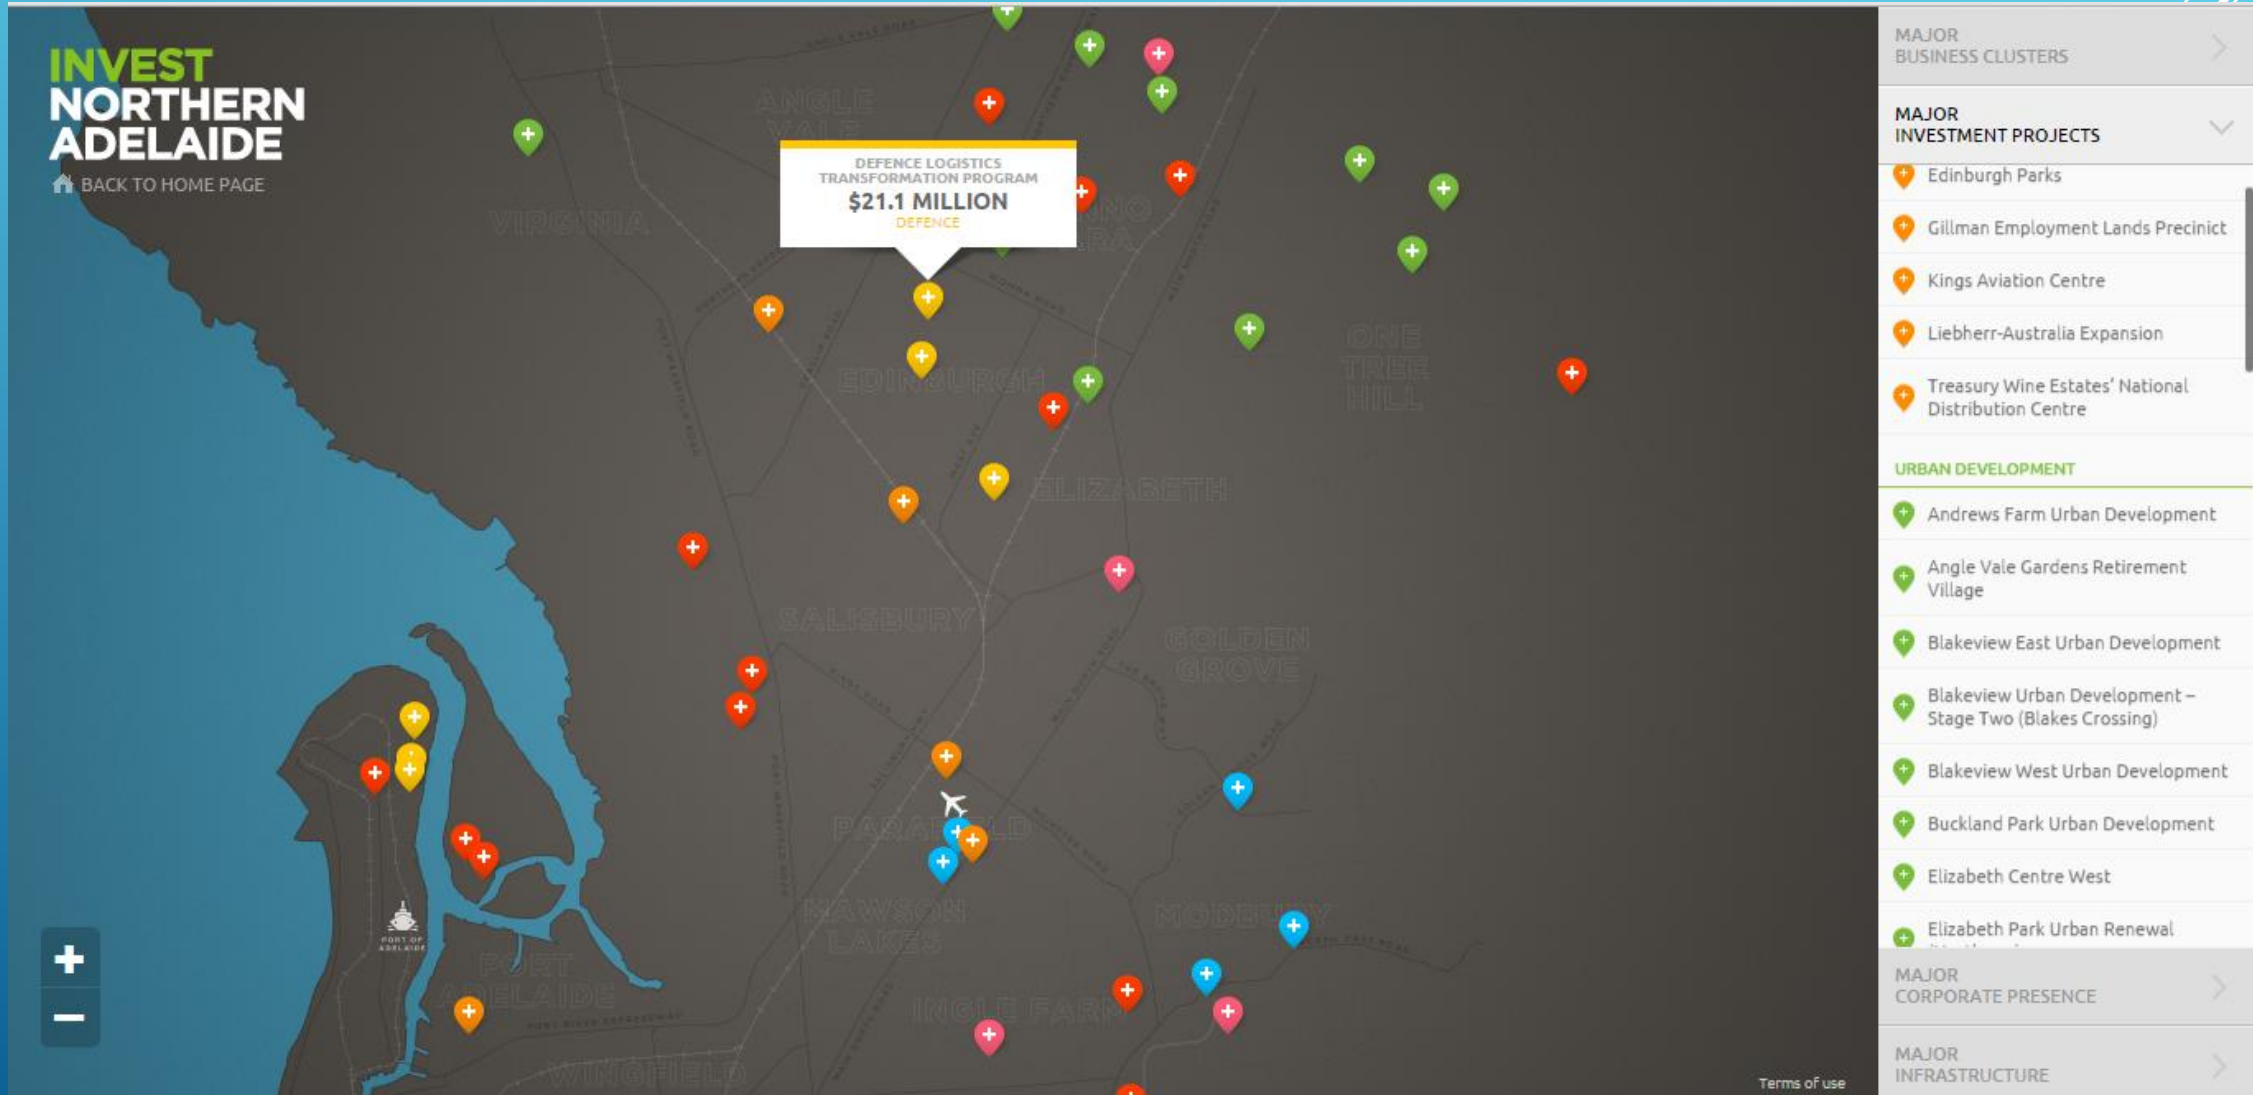 INVEST
NORTHERN
ADELAIDE
BACK TO HOME PAGE
ANGLE
VALE
VIRGINIA
DEFENCE LOGISTICS
TRANSFORMATION PROGRAM
$21.1 MILLION
DEFENCE
EDINBURGH
ONE
TREE
HILL
ELIZABETH
SALISBURY
GOLDEN
GROVE
MAWSON
LAKES
MODBURY
PORT OF
ADELAIDE
PORT
ADELAIDE
INGLE FARM
WINGFIELD
Terms of use
MAJOR
BUSINESS CLUSTERS
MAJOR
INVESTMENT PROJECTS
Edinburgh Parks
Gillman Employment Lands Precinict
Kings Aviation Centre
Liebherr-Australia Expansion
Treasury Wine Estates’ National
Distribution Centre
URBAN DEVELOPMENT
Andrews Farm Urban Development
Angle Vale Gardens Retirement
Village
Blakeview East Urban Development
Blakeview Urban Development –
Stage Two (Blakes Crossing)
Blakeview West Urban Development
Buckland Park Urban Development
Elizabeth Centre West
Elizabeth Park Urban Renewal
MAJOR
CORPORATE PRESENCE
MAJOR
INFRASTRUCTURE